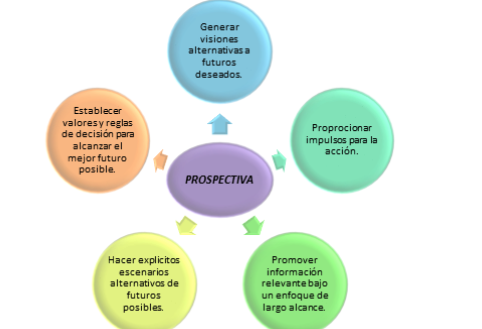 Generar
visiones
alternativas a
futuros
deseados.
Proprocionar
impulsos para la
acción.
Promover
información
relevante bajo
un enfoque de
largo alcance.
Hacer explicitos
escenarios
alternativos de
futuros
posibles.
Establecer
valores y reglas
de decisión para
alcanzar el
mejor futuro
posible.
PROSPECTIVA